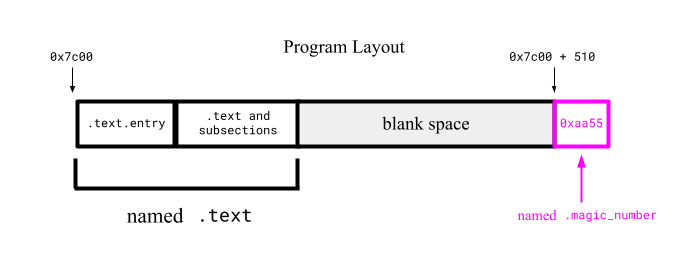 Program Layout
0x7c00
0x7c00 + 510
.text.entry
.text and
subsections
blank space
0xaa55
named .text
named .magic_number